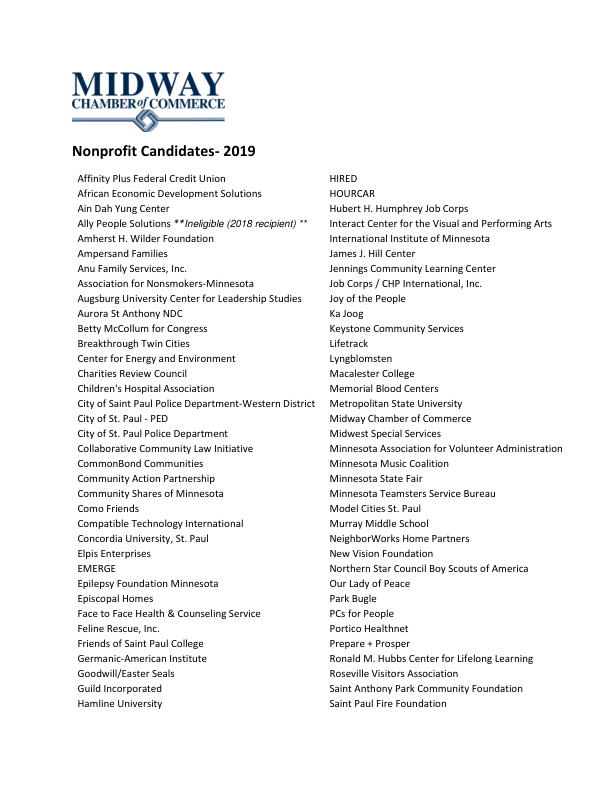 MIDWAY
CHAMBER of COMMERCE
Nonprofit Candidates- 2019
Affinity Plus Federal Credit Union
African Economic Development Solutions
Ain Dah Yung Center
Ally People Solutions **Ineligible (2018 recipient) **
Amherst H. Wilder Foundation
Ampersand Families
Anu Family Services, Inc.
Association for Nonsmokers-Minnesota
Augsburg University Center for Leadership Studies
Aurora St Anthony NDC
Betty McCollum for Congress
Breakthrough Twin Cities
Center for Energy and Environment
Charities Review Council
Children's Hospital Association
City of Saint Paul Police Department-Western District
City of St. Paul - PED
City of St. Paul Police Department
Collaborative Community Law Initiative
CommonBond Communities
Community Action Partnership
Community Shares of Minnesota
Como Friends
Compatible Technology International
Concordia University, St. Paul
Elpis Enterprises
EMERGE
Epilepsy Foundation Minnesota
Episcopal Homes
Face to Face Health & Counseling Service
Feline Rescue, Inc.
Friends of Saint Paul College
Germanic-American Institute
Goodwill/Easter Seals
Guild Incorporated
Hamline University
HIRED
HOURCAR
Hubert H. Humphrey Job Corps
Interact Center for the Visual and Performing Arts
International Institute of Minnesota
James J. Hill Center
Jennings Community Learning Center
Job Corps / CHP International, Inc.
Joy of the People
Ka Joog
Keystone Community Services
Lifetrack
Lyngblomsten
Macalester College
Memorial Blood Centers
Metropolitan State University
Midway Chamber of Commerce
Midwest Special Services
Minnesota Association for Volunteer Administration
Minnesota Music Coalition
Minnesota State Fair
Minnesota Teamsters Service Bureau
Model Cities St. Paul
Murray Middle School
NeighborWorks Home Partners
New Vision Foundation
Northern Star Council Boy Scouts of America
Our Lady of Peace
Park Bugle
PCs for People
Portico Healthnet
Prepare + Prosper
Ronald M. Hubbs Center for Lifelong Learning
Roseville Visitors Association
Saint Anthony Park Community Foundation
Saint Paul Fire Foundation